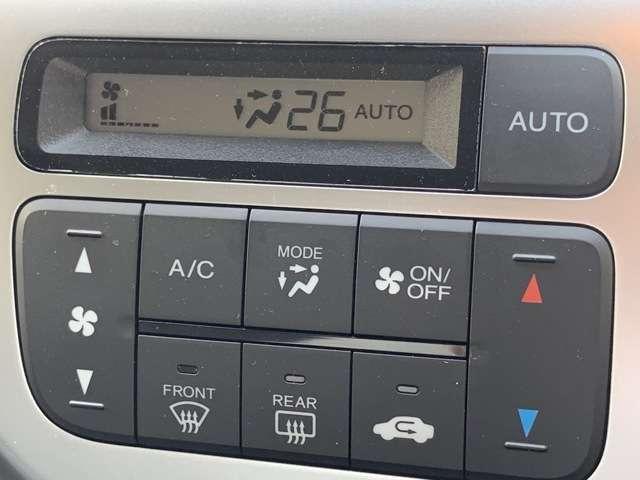 26 AUTO
AUTO
A/C
MODE
ON/
OFF
FRONT
REAR